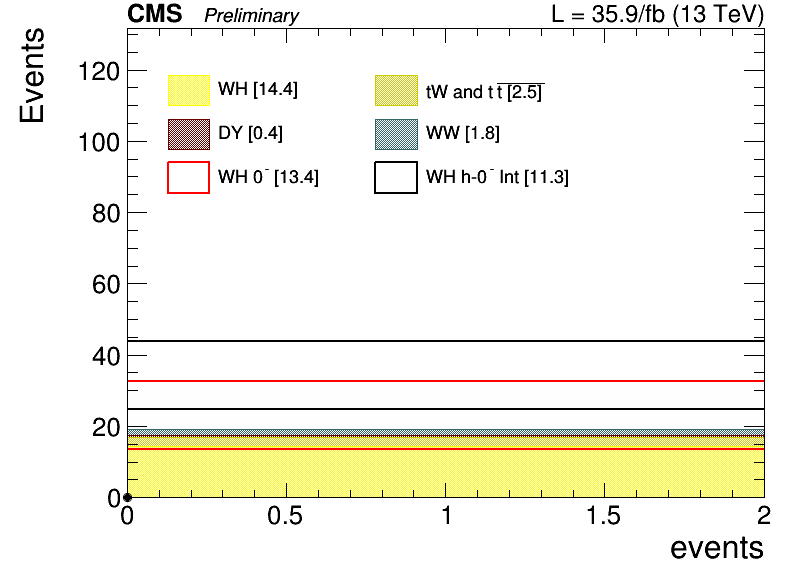 CMS Preliminary L = 35.9/fb (13 TeV)
Events
120
100
80
60
40
20
0
WH [14.4] tW and t t̅ [2.5]
DY [0.4] WW [1.8]
WH 0⁻ [13.4] WH h-0⁻ Int [11.3]
0 0.5 1 1.5 2
events